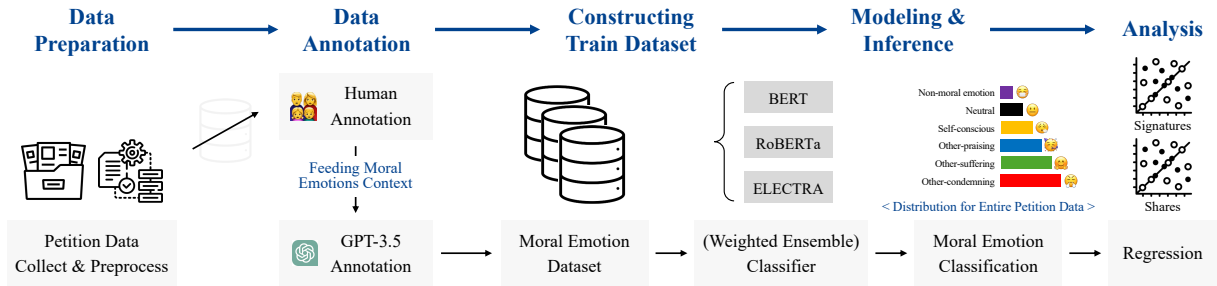 Data
Preparation
Data
Annotation
Constructing
Train Dataset
Modeling &
Inference
Analysis
Human
Annotation
Feeding Moral
Emotions Context
BERT
RoBERTa
ELECTRA
Non-moral emotion
Neutral
Self-conscious
Other-praising
Other-suffering
Other-condemning
< Distribution for Entire Petition Data >
Signatures
Shares
Petition Data
Collect & Preprocess
GPT-3.5
Annotation
Moral Emotion
Dataset
(Weighted Ensemble)
Classifier
Moral Emotion
Classification
Regression